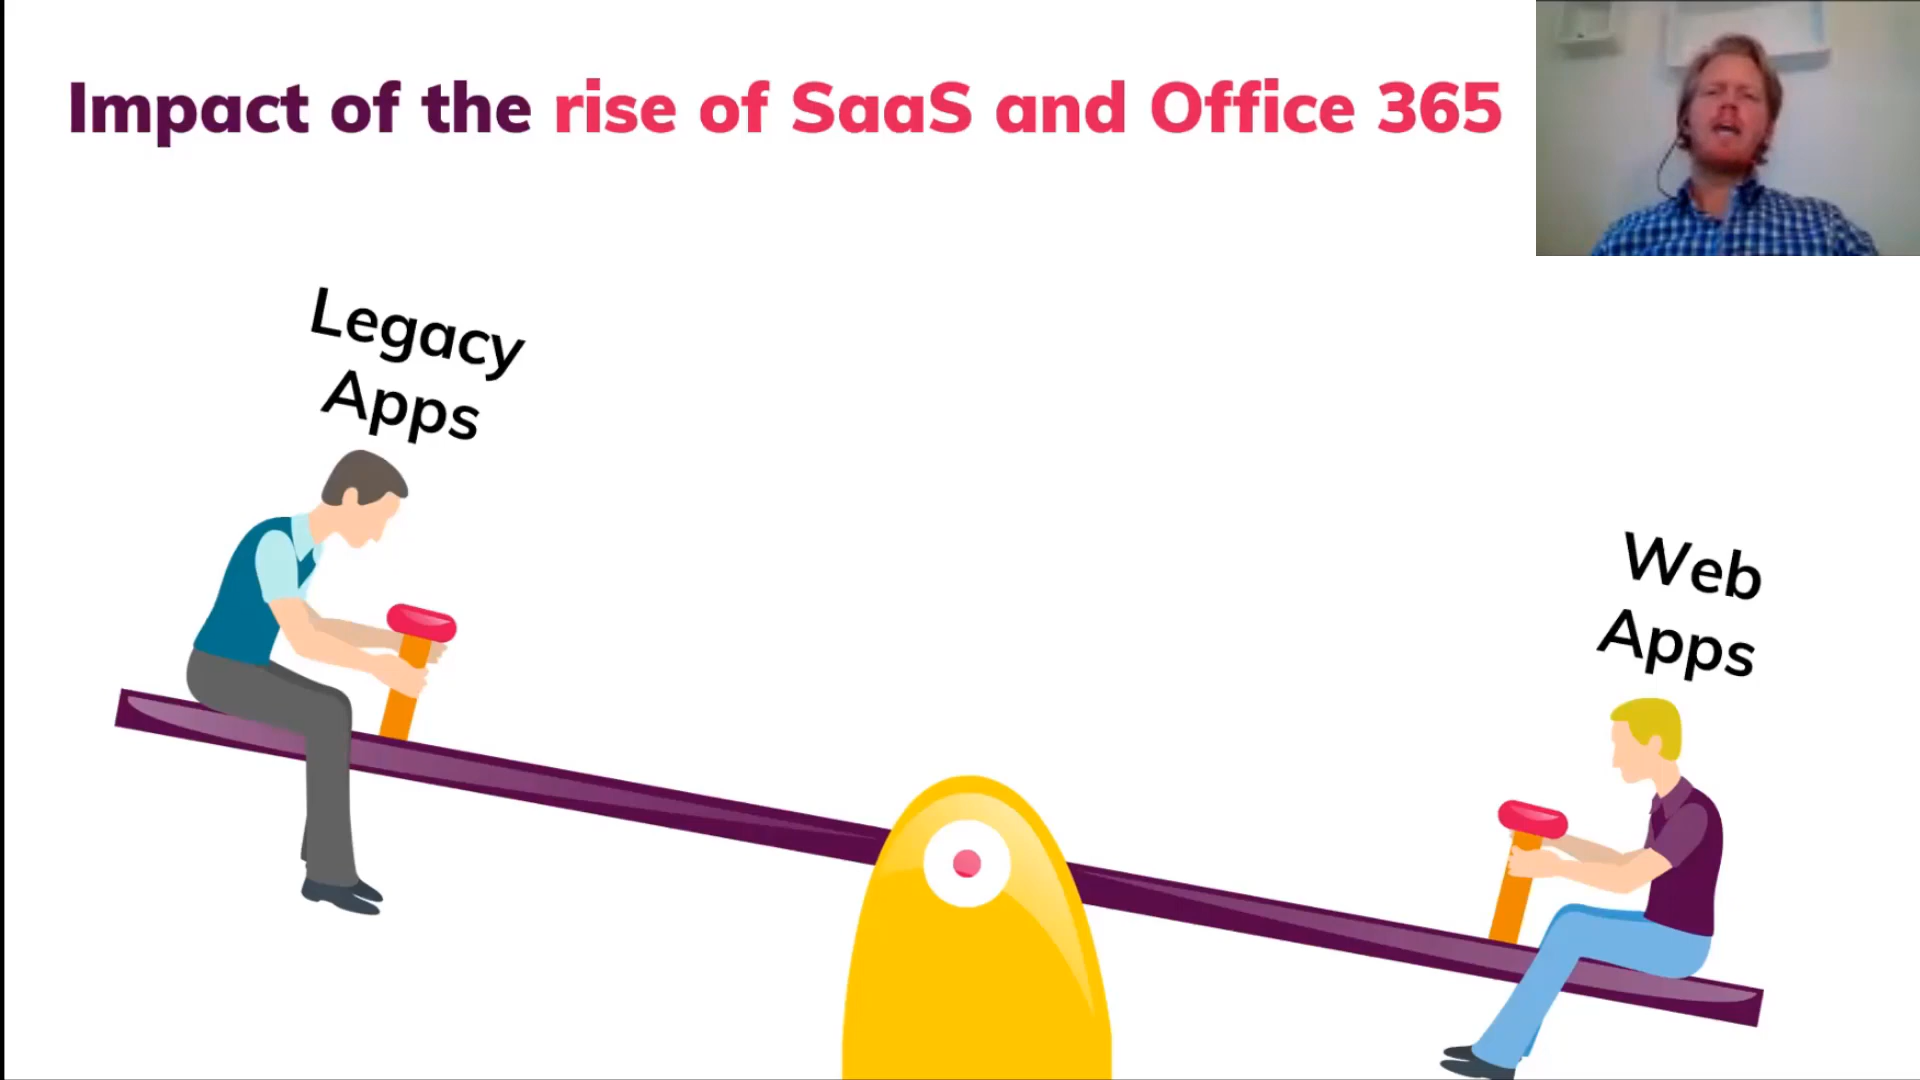 Impact of the rise of SaaS and Office 365
Legacy
Apps
Web
Apps